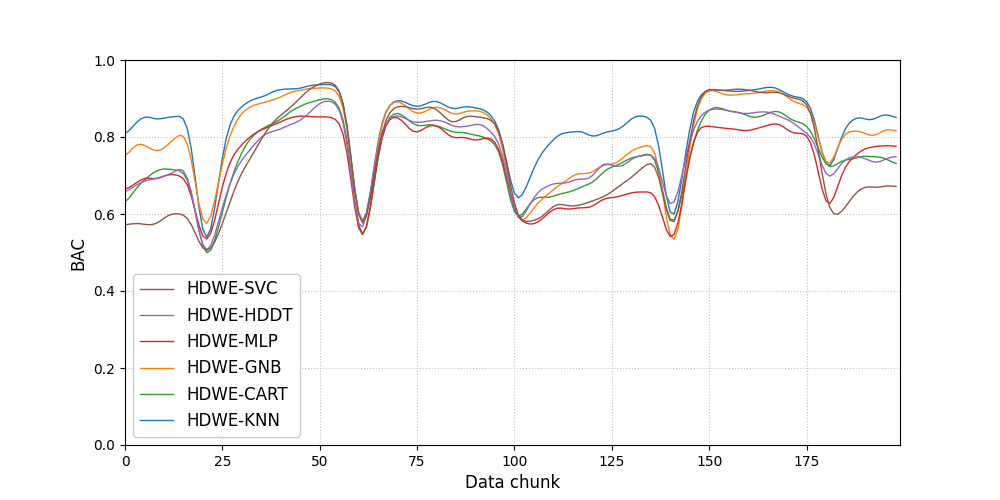 1.0
0.8
0.6
0.4
0.2
0.0
BAC
HDWE-SVC
HDWE-HDDT
HDWE-MLP
HDWE-GNB
HDWE-CART
HDWE-KNN
0 25 50 75 100 125 150 175
Data chunk